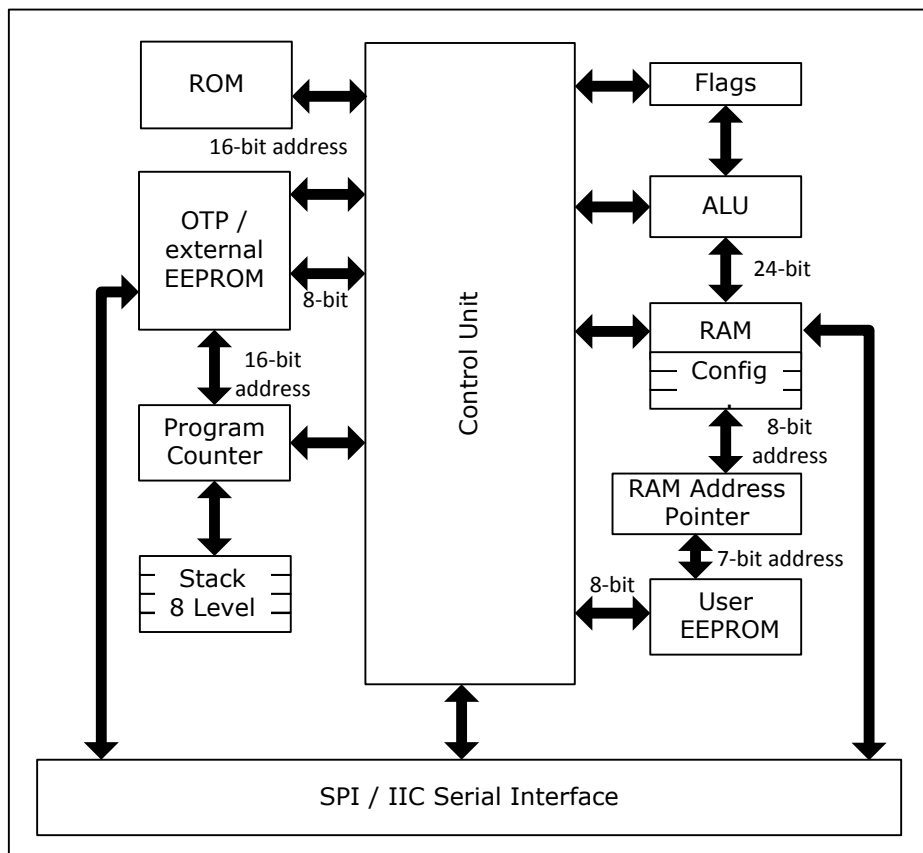 ROM
16-bit address
OTP /
external
EEPROM
8-bit
16-bit
address
Program
Counter
Stack
8 Level
Control Unit
Flags
ALU
24-bit
RAM
Config
8-bit
address
RAM Address
Pointer
7-bit address
8-bit
User
EEPROM
SPI / IIC Serial Interface